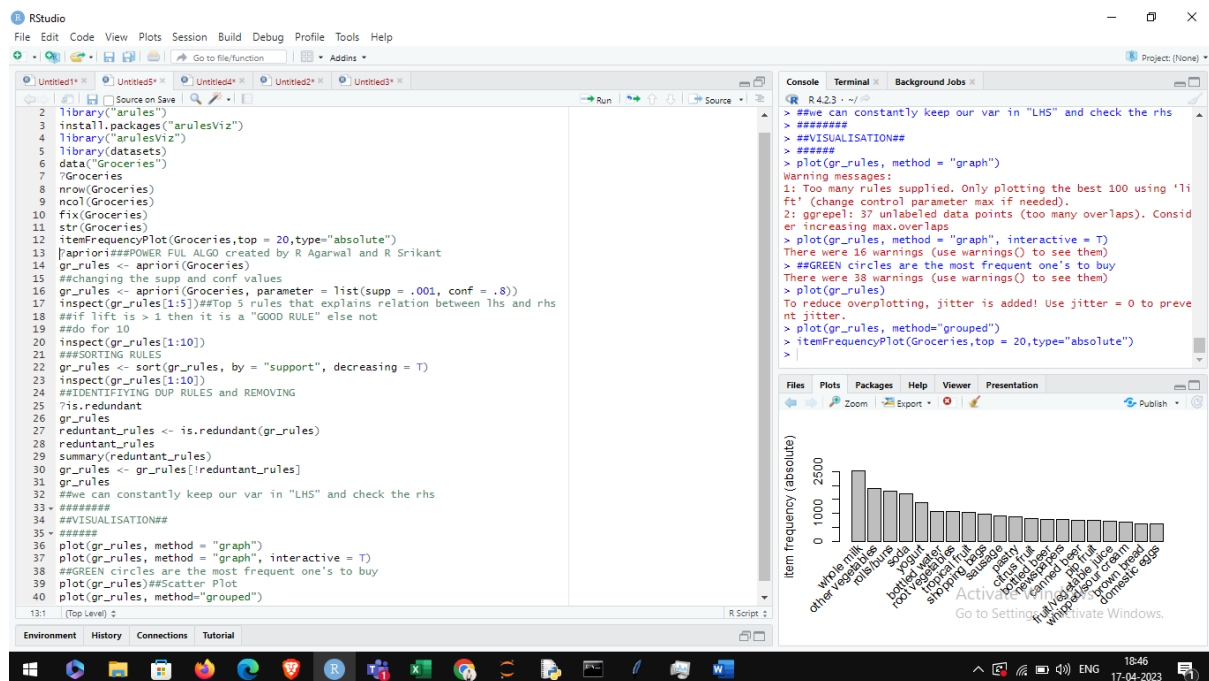 RStudio
File Edit Code View Plots Session Build Debug Profile Tools Help
Go to file/function Addins Project: (None)
Untitled1* Untitled5* Untitled4* Untitled2* Untitled3*
Source on Save Run Source
2 library("arules")
3 install.packages("arulesViz")
4 library("arulesViz")
5 library(datasets)
6 data("Groceries")
7 ?Groceries
8 nrow(Groceries)
9 ncol(Groceries)
10 fix(Groceries)
11 str(Groceries)
12 itemFrequencyPlot(Groceries,top = 20,type="absolute")
13 ?apriori###POWER FUL ALGO created by R Agarwal and R Srikant
14 gr_rules <- apriori(Groceries)
15 ##changing the supp and conf values
16 gr_rules <- apriori(Groceries, parameter = list(supp = .001, conf = .8))
17 inspect(gr_rules[1:5])##Top 5 rules that explains relation between lhs and rhs
18 ##if lift is > 1 then it is a "GOOD RULE" else not
19 ##do for 10
20 inspect(gr_rules[1:10])
21 ###SORTING RULES
22 gr_rules <- sort(gr_rules, by = "support", decreasing = T)
23 inspect(gr_rules[1:10])
24 ##IDENTIFIYING DUP RULES and REMOVING
25 ?is.redundant
26 gr_rules
27 reduntant_rules <- is.redundant(gr_rules)
28 reduntant_rules
29 summary(reduntant_rules)
30 gr_rules <- gr_rules[!reduntant_rules]
31 gr_rules
32 ##we can constantly keep our var in "LHS" and check the rhs
33 ########
34 ##VISUALISATION##
35 ######
36 plot(gr_rules, method = "graph")
37 plot(gr_rules, method = "graph", interactive = T)
38 ##GREEN circles are the most frequent one's to buy
39 plot(gr_rules)##Scatter Plot
40 plot(gr_rules, method="grouped")
13:1 (Top Level) R Script
Environment History Connections Tutorial
Console Terminal Background Jobs
R 4.2.3 · ~/
> ##we can constantly keep our var in "LHS" and check the rhs
> ########
> ##VISUALISATION##
> ######
> plot(gr_rules, method = "graph")
Warning messages:
1: Too many rules supplied. Only plotting the best 100 using ‘li
ft’ (change control parameter max if needed).
2: ggrepel: 37 unlabeled data points (too many overlaps). Consid
er increasing max.overlaps
> plot(gr_rules, method = "graph", interactive = T)
There were 16 warnings (use warnings() to see them)
> ##GREEN circles are the most frequent one's to buy
There were 38 warnings (use warnings() to see them)
> plot(gr_rules)
To reduce overplotting, jitter is added! Use jitter = 0 to preve
nt jitter.
> plot(gr_rules, method="grouped")
> itemFrequencyPlot(Groceries,top = 20,type="absolute")
>
Files Plots Packages Help Viewer Presentation
Zoom Export Publish
item frequency (absolute)
2500
1000
0
whole milk
other vegetables
rolls/buns
soda
yogurt
bottled water
root vegetables
tropical fruit
shopping bags
sausage
pastry
citrus fruit
bottled beer
newspapers
canned beer
pip fruit
fruit/vegetable juice
whipped/sour cream
brown bread
domestic eggs
Activate Windows
Go to Settings to activate Windows.
ENG
18:46
17-04-2023